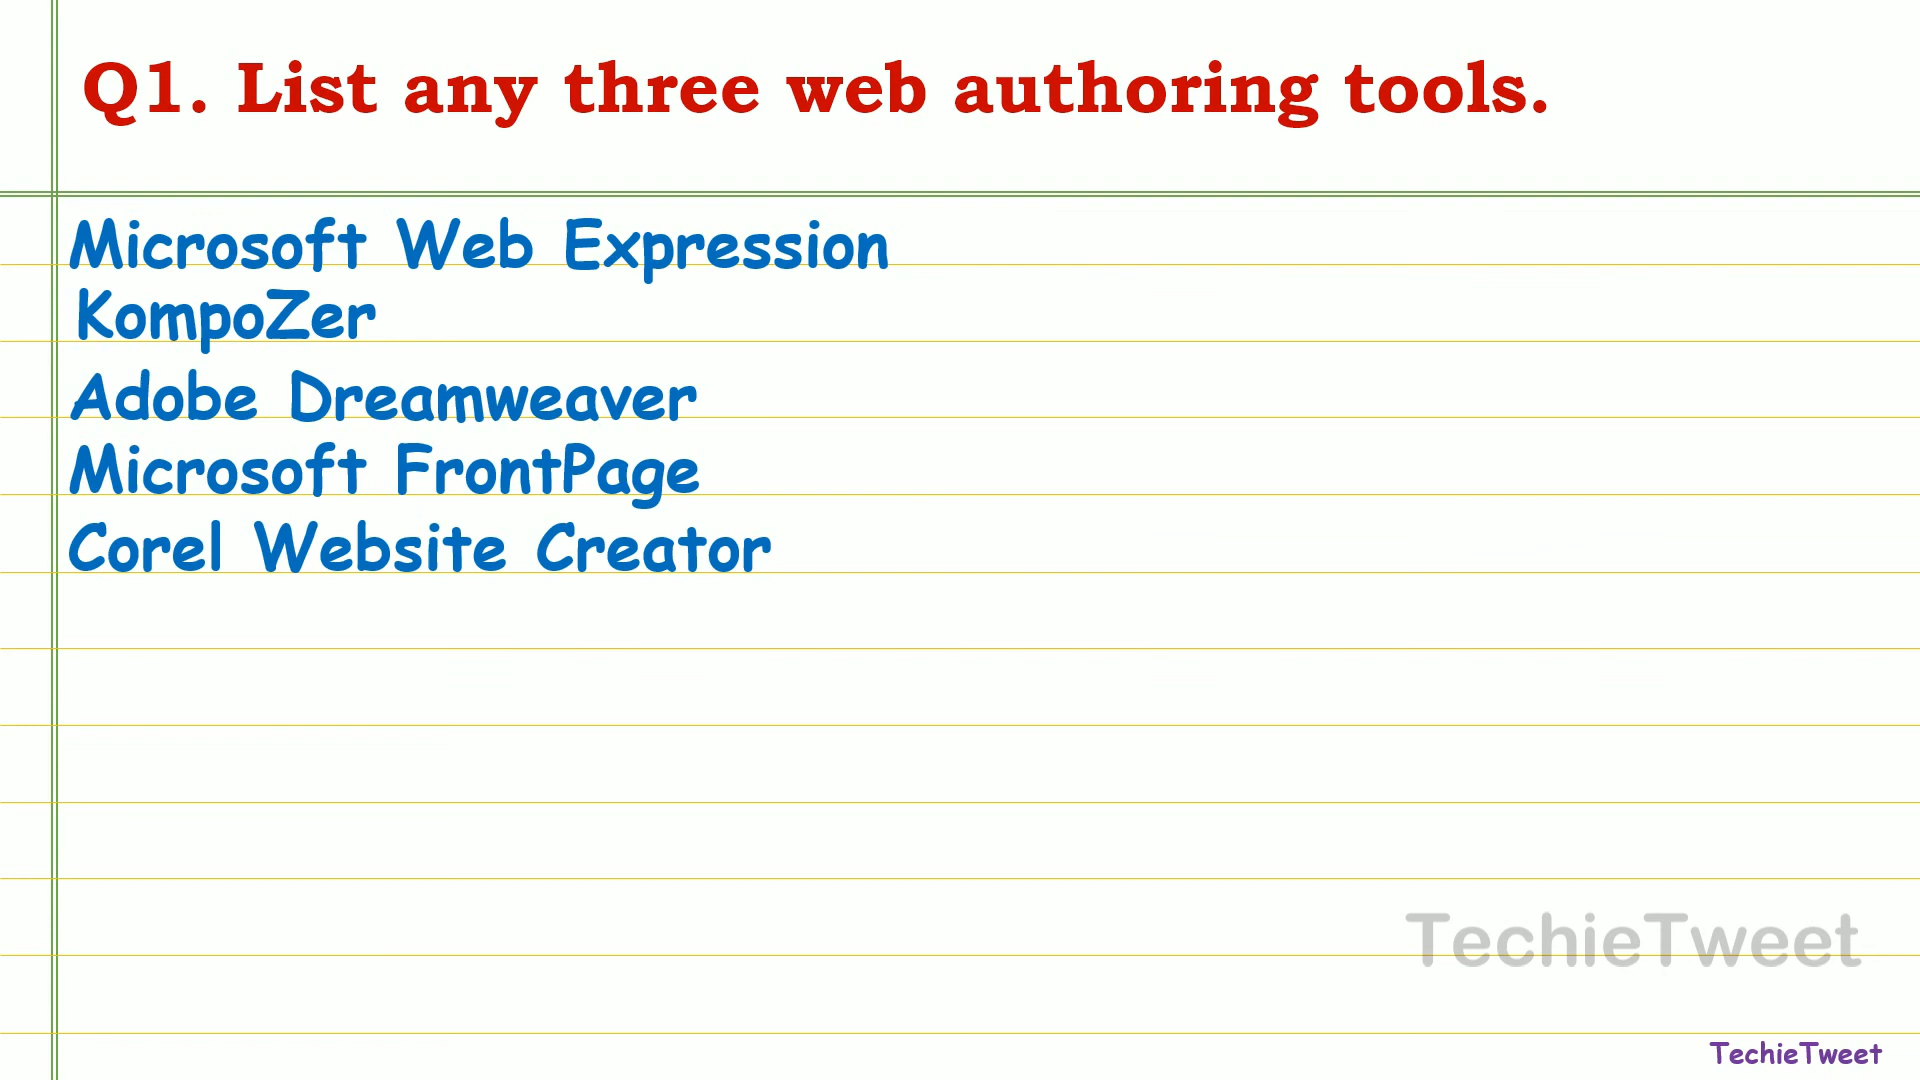 Q1. List any three web authoring tools.
Microsoft Web Expression
KompoZer
Adobe Dreamweaver
Microsoft FrontPage
Corel Website Creator
TechieTweet
TechieTweet